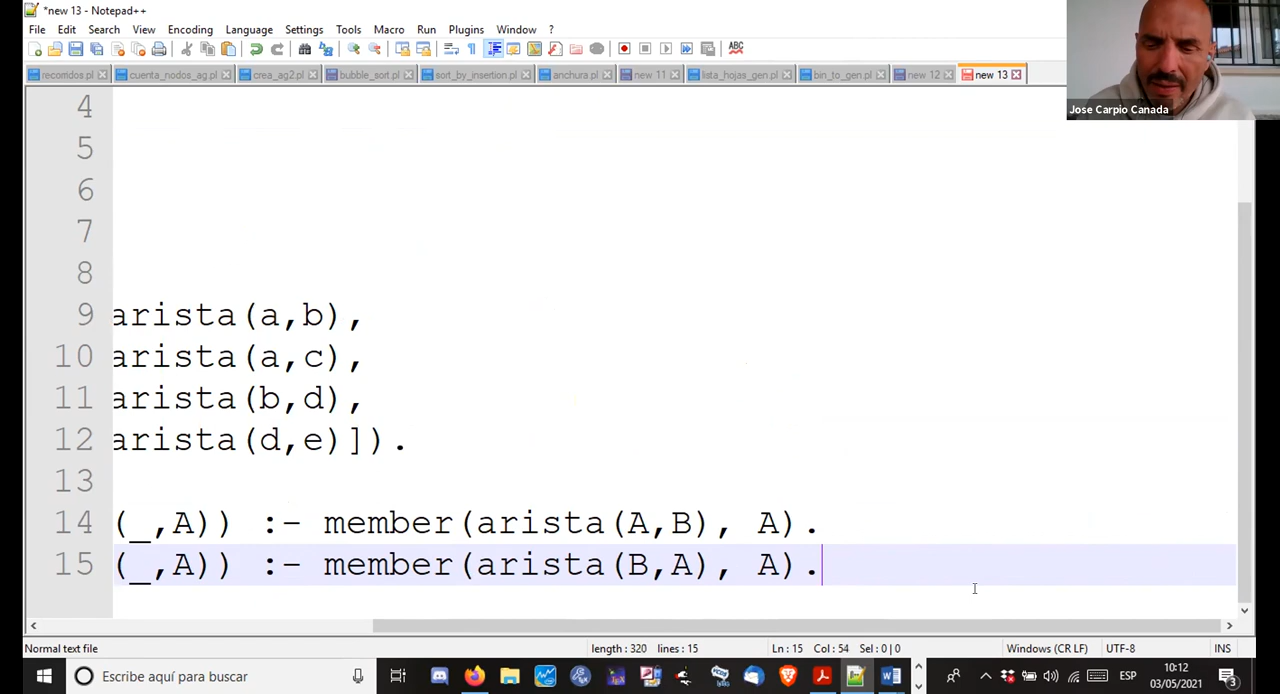 *new 13 - Notepad++
File Edit Search View Encoding Language Settings Tools Macro Run Plugins Window ?
recorridos.pl cuenta_nodos_ag.pl crea_ag2.pl bubble_sort.pl sort_by_insertion.pl anchura.pl new 11 lista_hojas_gen.pl bin_to_gen.pl new 12 new 13
Jose Carpio Canada
4
5
6
7
8
9 arista(a,b),
10 arista(a,c),
11 arista(b,d),
12 arista(d,e)]).
13
14 (_,A)) :- member(arista(A,B), A).
15 (_,A)) :- member(arista(B,A), A).
Normal text file length : 320 lines : 15 Ln : 15 Col : 54 Sel : 0 | 0 Windows (CR LF) UTF-8 INS
Escribe aquí para buscar ESP 10:12
03/05/2021
3